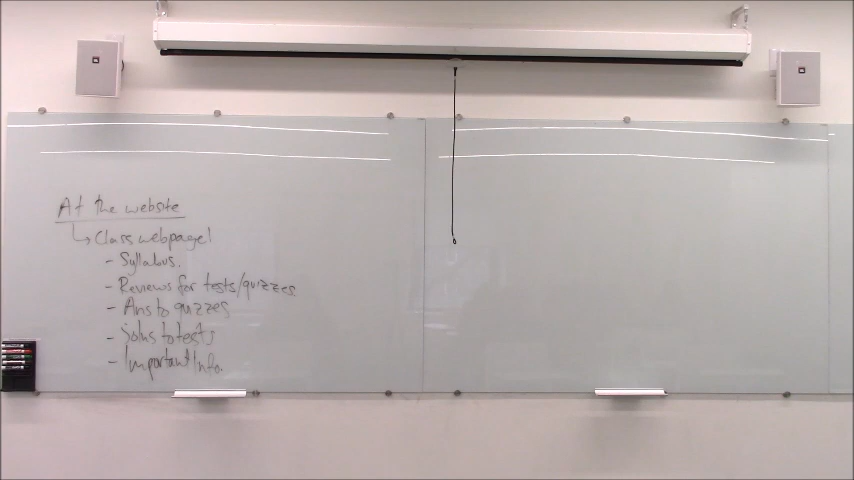 At the website
↳ Class webpage!
- Syllabus.
- Reviews for tests/quizzes.
- Ans to quizzes
- Solns to tests
- Important Info.